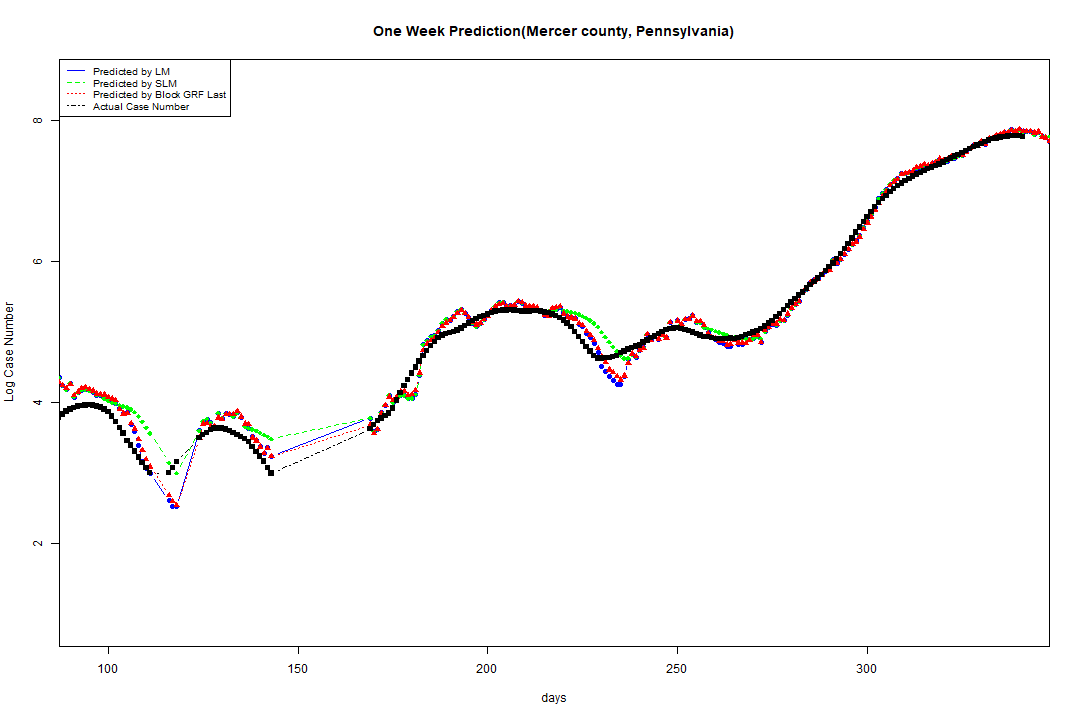 One Week Prediction(Mercer county, Pennsylvania)
Predicted by LM
Predicted by SLM
Predicted by Block GRF Last
Actual Case Number
8
6
4
2
Log Case Number
100 150 200 250 300
days